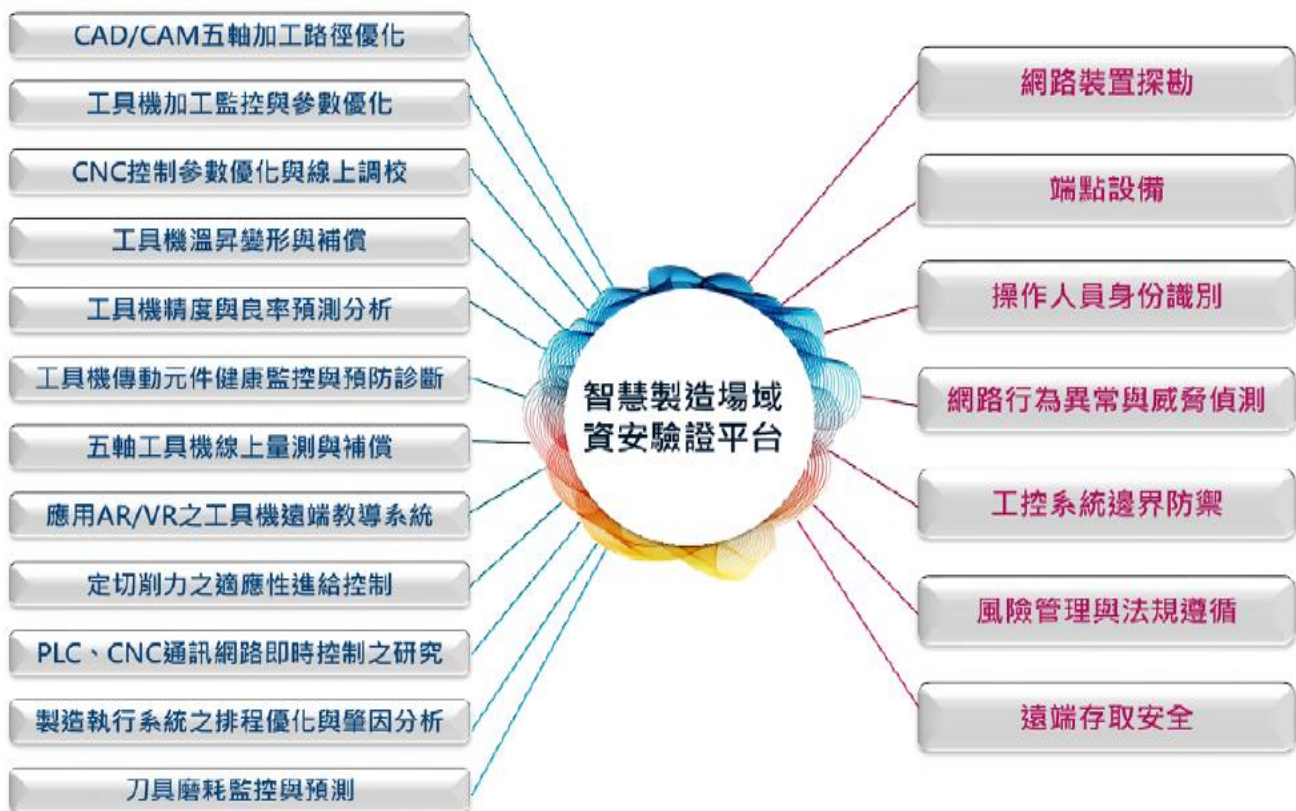 CAD/CAM五軸加工路徑優化
工具機加工監控與參數優化
CNC控制參數優化與線上調校
工具機溫昇變形與補償
工具機精度與良率預測分析
工具機傳動元件健康監控與預防診斷
五軸工具機線上量測與補償
應用AR/VR之工具機遠端教導系統
定切削力之適應性進給控制
PLC、CNC通訊網路即時控制之研究
製造執行系統之排程優化與肇因分析
刀具磨耗監控與預測
智慧製造場域
資安驗證平台
網路裝置探勘
端點設備
操作人員身份識別
網路行為異常與威脅偵測
工控系統邊界防禦
風險管理與法規遵循
遠端存取安全